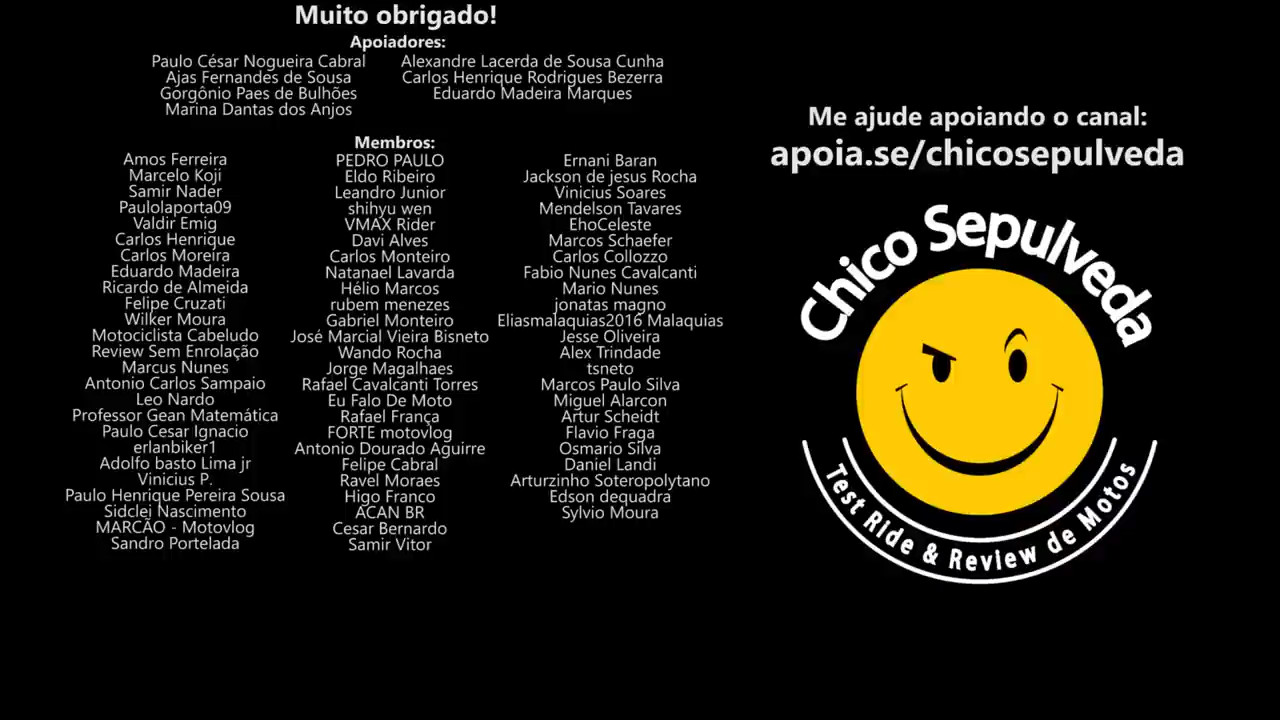 Muito obrigado!
Apoiadores:
Paulo César Nogueira Cabral
Ajas Fernandes de Sousa
Gorgônio Paes de Bulhões
Marina Dantas dos Anjos
Alexandre Lacerda de Sousa Cunha
Carlos Henrique Rodrigues Bezerra
Eduardo Madeira Marques
Membros:
Amos Ferreira
Marcelo Koji
Samir Nader
Paulolaporta09
Valdir Emig
Carlos Henrique
Carlos Moreira
Eduardo Madeira
Ricardo de Almeida
Felipe Cruzati
Wilker Moura
Motociclista Cabeludo
Review Sem Enrolação
Marcus Nunes
Antonio Carlos Sampaio
Leo Nardo
Professor Gean Matemática
Paulo Cesar Ignacio
erlanbiker1
Adolfo basto Lima jr
Vinicius P.
Paulo Henrique Pereira Sousa
Sidclei Nascimento
MARCÃO - Motovlog
Sandro Portelada
PEDRO PAULO
Eldo Ribeiro
Leandro Junior
shihyu wen
VMAX Rider
Davi Alves
Carlos Monteiro
Natanael Lavarda
Hélio Marcos
rubem menezes
Gabriel Monteiro
José Marcial Vieira Bisneto
Wando Rocha
Jorge Magalhaes
Rafael Cavalcanti Torres
Eu Falo De Moto
Rafael França
FORTE motovlog
Antonio Dourado Aguirre
Felipe Cabral
Ravel Moraes
Higo Franco
ACAN BR
Cesar Bernardo
Samir Vitor
Ernani Baran
Jackson de jesus Rocha
Vinicius Soares
Mendelson Tavares
EhoCeleste
Marcos Schaefer
Carlos Collozzo
Fabio Nunes Cavalcanti
Mario Nunes
jonatas magno
Eliasmalaquias2016 Malaquias
Jesse Oliveira
Alex Trindade
tsneto
Marcos Paulo Silva
Miguel Alarcon
Artur Scheidt
Flavio Fraga
Osmario Silva
Daniel Landi
Arturzinho Soteropolytano
Edson dequadra
Sylvio Moura
Me ajude apoiando o canal:
apoia.se/chicosepulveda
Chico Sepulveda
Test Ride & Review de Motos